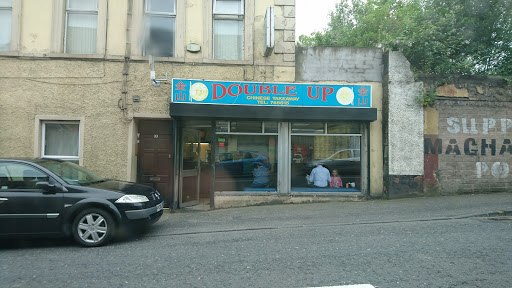 DOUBLE UP
CHINESE TAKEAWAY
SUPP
MAGHA
PO